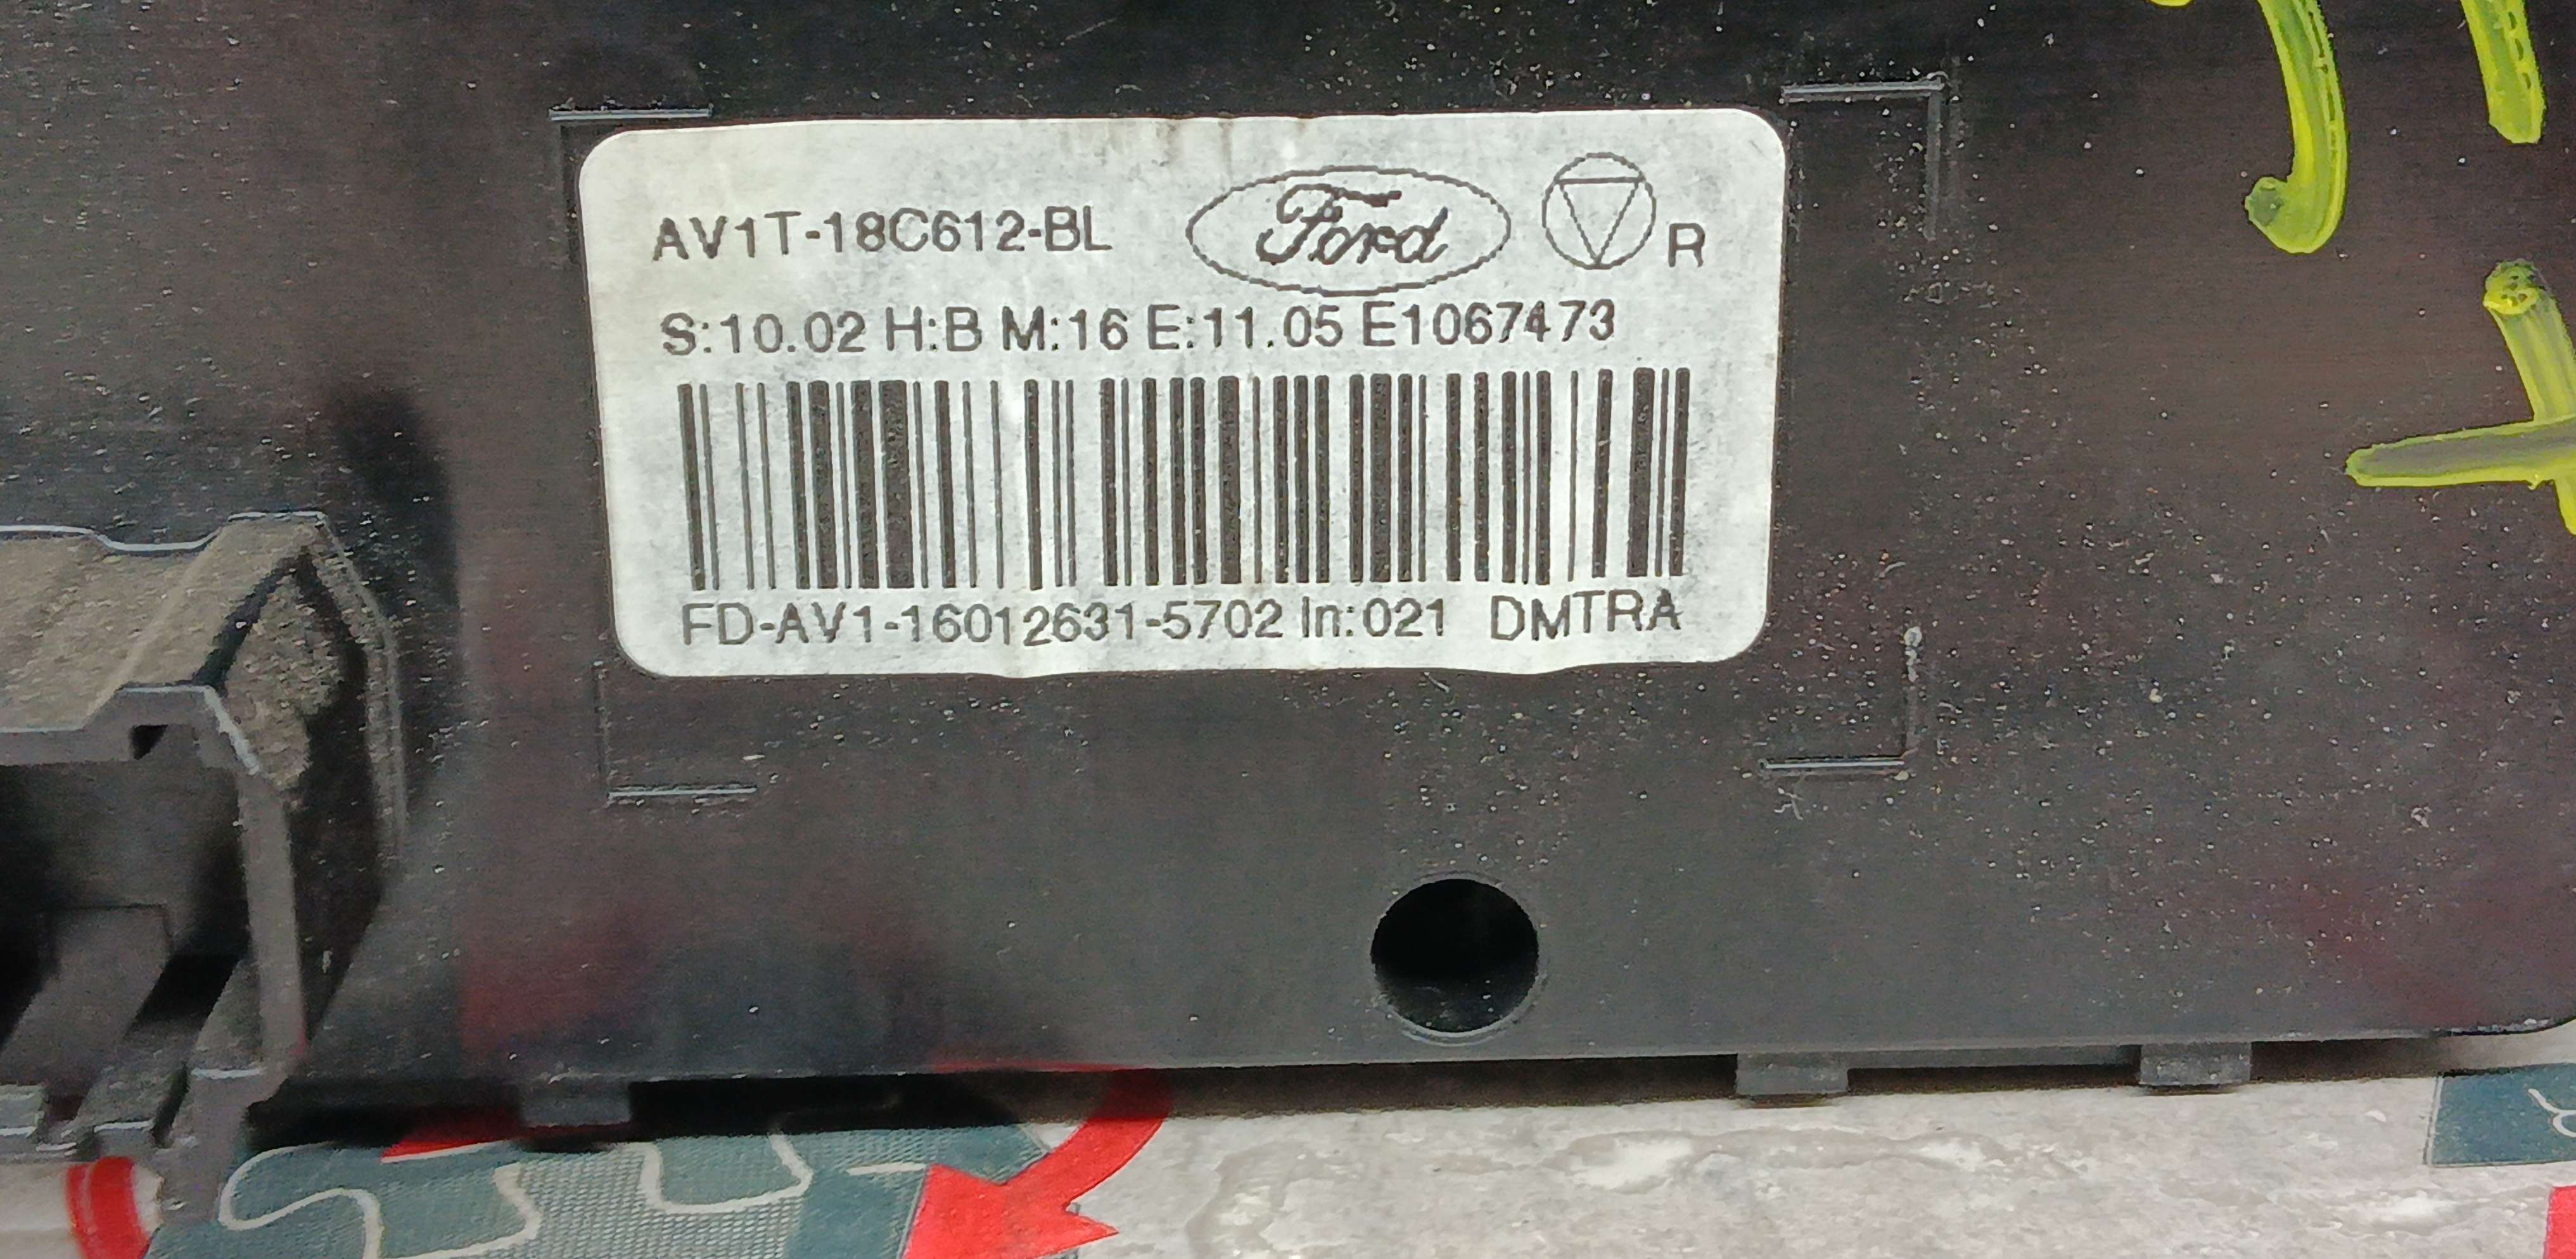 AV1T-18C612-BL Ford R
S:10.02 H:B M:16 E:11.05 E1067473
FD-AV1-16012631-5702 In:021 DMTRA